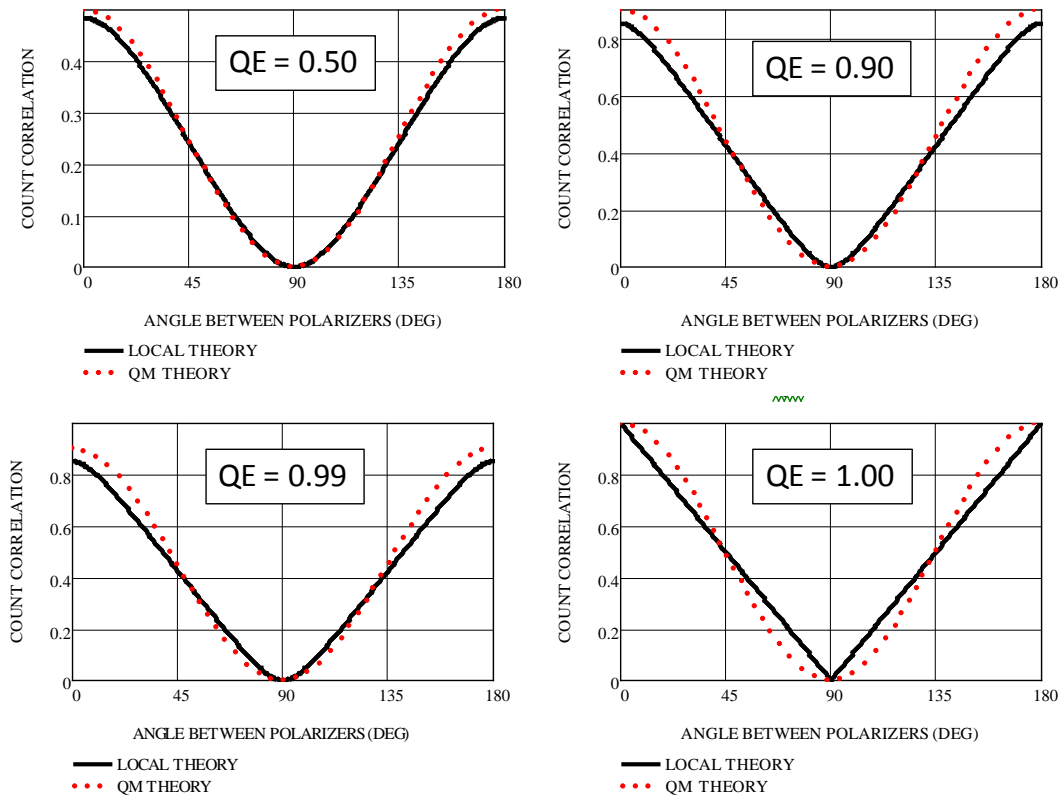 COUNT CORRELATION
0.4
0.3
0.2
0.1
0
QE = 0.50
0 45 90 135 180
ANGLE BETWEEN POLARIZERS (DEG)
LOCAL THEORY
QM THEORY
COUNT CORRELATION
0.8
0.6
0.4
0.2
0
QE = 0.90
0 45 90 135 180
ANGLE BETWEEN POLARIZERS (DEG)
LOCAL THEORY
QM THEORY
COUNT CORRELATION
0.8
0.6
0.4
0.2
0
QE = 0.99
0 45 90 135 180
ANGLE BETWEEN POLARIZERS (DEG)
LOCAL THEORY
QM THEORY
COUNT CORRELATION
0.8
0.6
0.4
0.2
0
QE = 1.00
0 45 90 135 180
ANGLE BETWEEN POLARIZERS (DEG)
LOCAL THEORY
QM THEORY